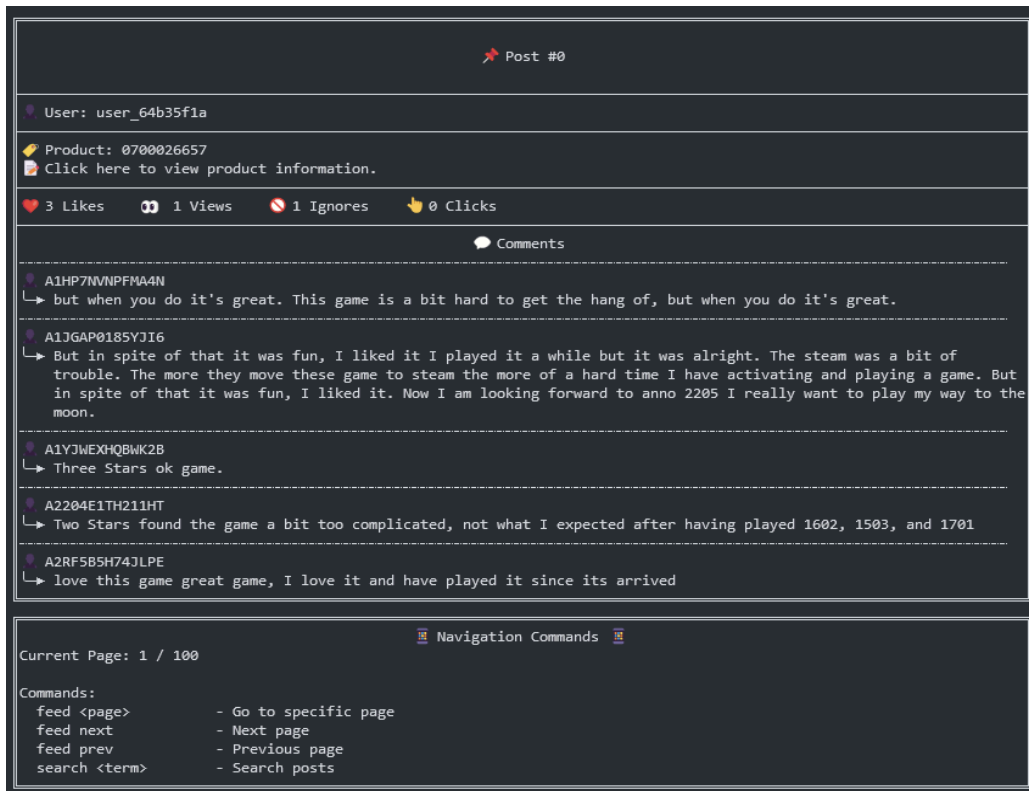 📌 Post #0
👤 User: user_64b35f1a
🏷️ Product: 0700026657
📝 Click here to view product information.
❤️ 3 Likes 👀 1 Views 🚫 1 Ignores 👆 0 Clicks
💬 Comments
👤 A1HP7NVNPFMA4N
╰─► but when you do it's great. This game is a bit hard to get the hang of, but when you do it's great.
👤 A1JGAP0185YJI6
╰─► But in spite of that it was fun, I liked it I played it a while but it was alright. The steam was a bit of
trouble. The more they move these game to steam the more of a hard time I have activating and playing a game. But
in spite of that it was fun, I liked it. Now I am looking forward to anno 2205 I really want to play my way to the
moon.
👤 A1YJWEXHQBWK2B
╰─► Three Stars ok game.
👤 A2204E1TH211HT
╰─► Two Stars found the game a bit too complicated, not what I expected after having played 1602, 1503, and 1701
👤 A2RF5B5H74JLPE
╰─► love this game great game, I love it and have played it since its arrived
Navigation Commands
Current Page: 1 / 100
Commands:
feed <page> - Go to specific page
feed next - Next page
feed prev - Previous page
search <term> - Search posts